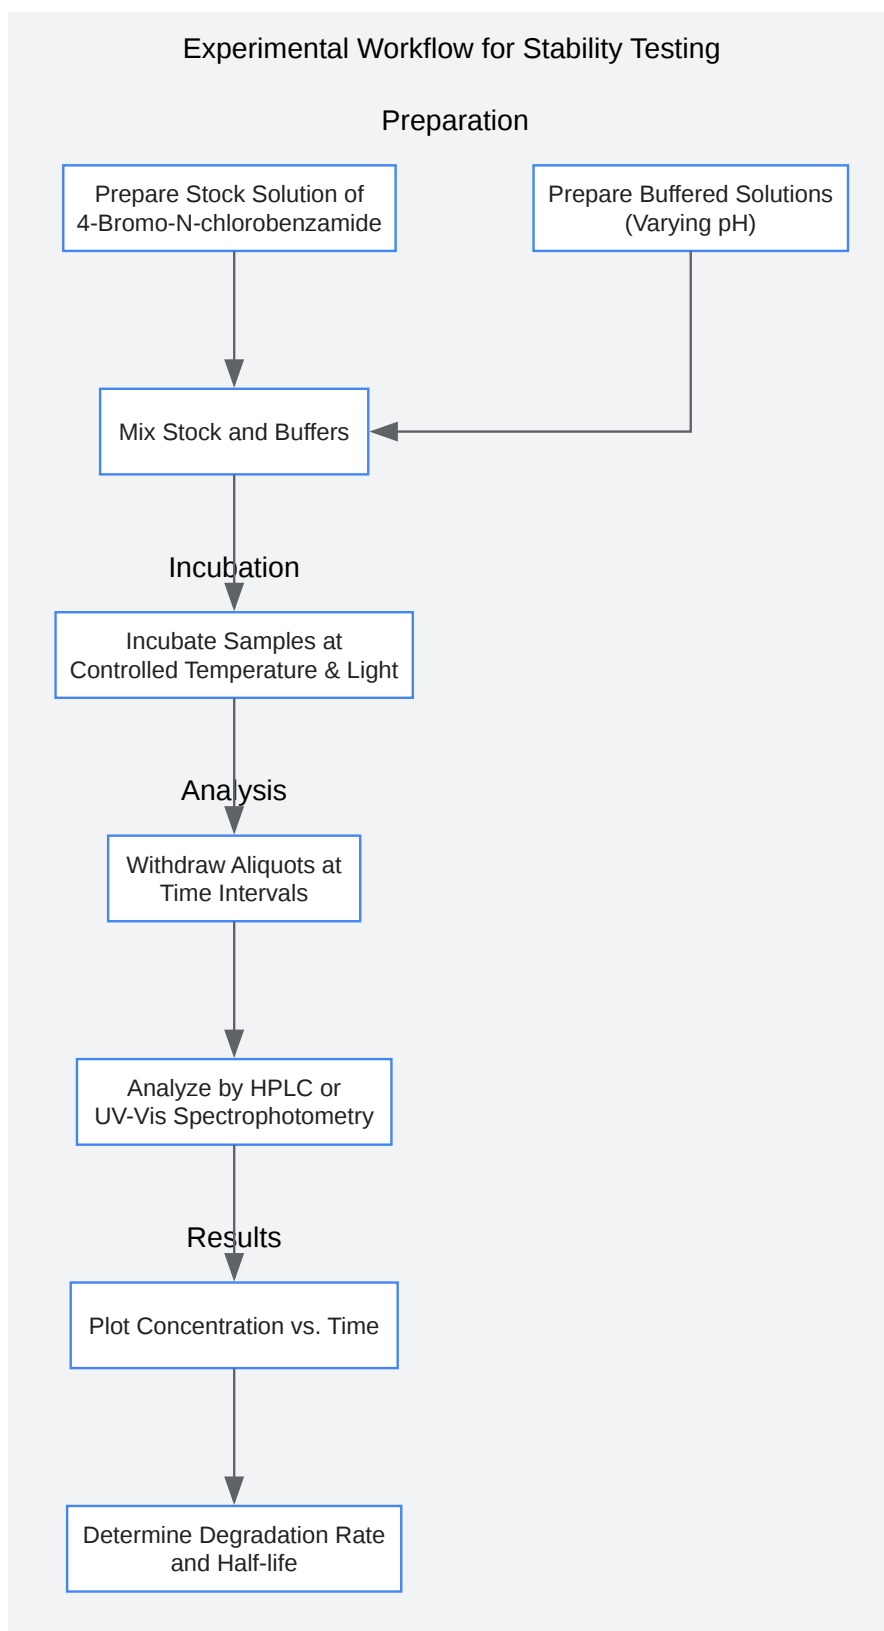 Experimental Workflow for Stability Testing
Preparation
Prepare Stock Solution of
4-Bromo-N-chlorobenzamide
Prepare Buffered Solutions
(Varying pH)
Mix Stock and Buffers
Incubation
Incubate Samples at
Controlled Temperature & Light
Analysis
Withdraw Aliquots at
Time Intervals
Analyze by HPLC or
UV-Vis Spectrophotometry
Results
Plot Concentration vs. Time
Determine Degradation Rate
and Half-life